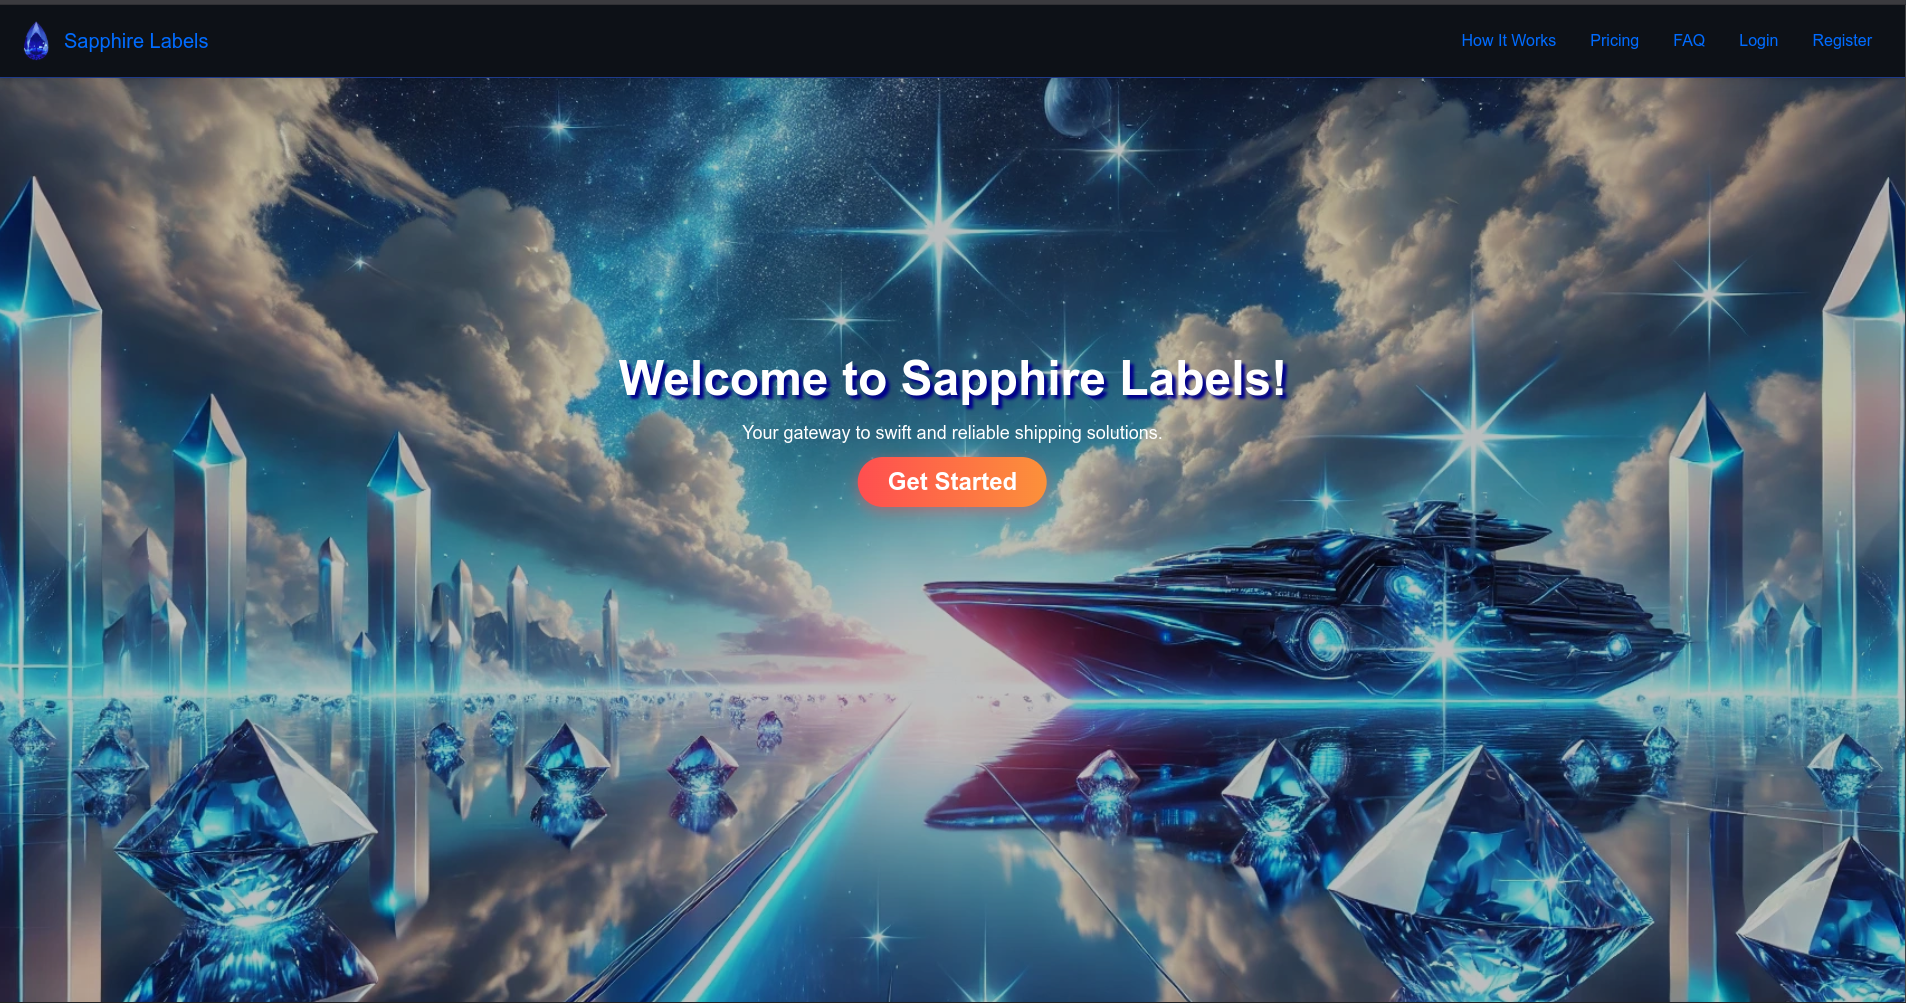 Sapphire Labels
How It Works
Pricing
FAQ
Login
Register
Welcome to Sapphire Labels!
Your gateway to swift and reliable shipping solutions.
Get Started